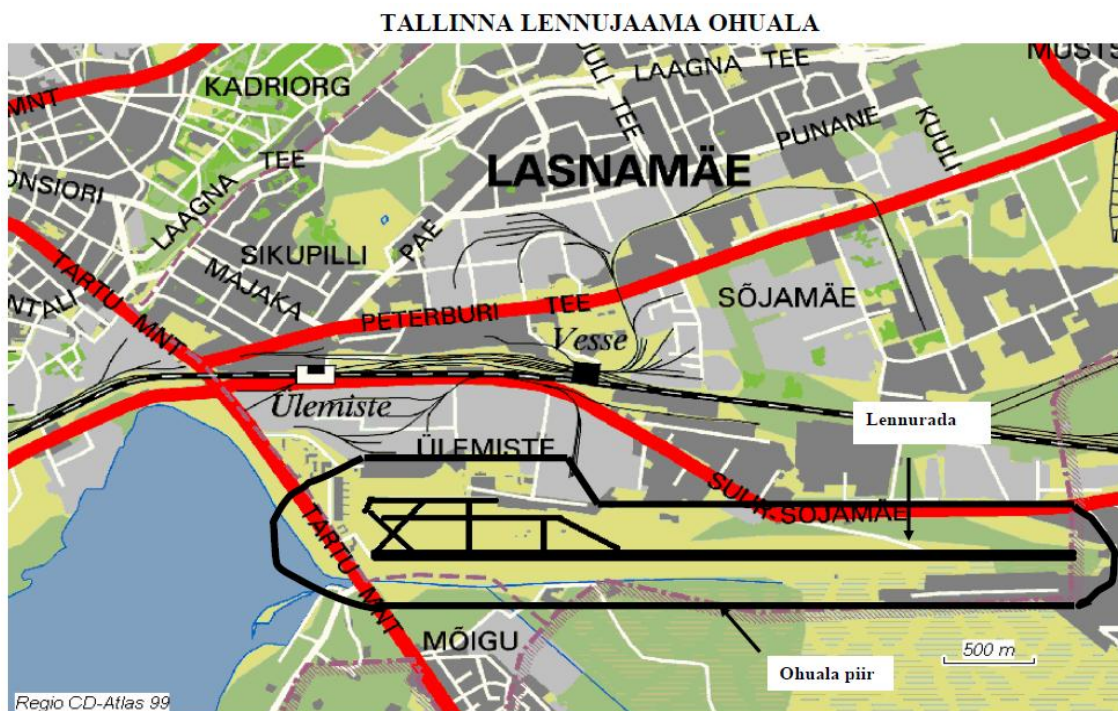 TALLINNA LENNUJAAMA OHUALA
MNT
KADRIORG
KUULI TEE
LAAGNA TEE
MUSTS
PUNANE
KUULI
LASNAMÄE
ONSIORI
LAAGNA TEE
SIKUPILLI
PAE
MAJAKA
TARTU MNT
NTALI
PETERBURI TEE
SÕJAMÄE
Vesse
Ülemiste
Lennurada
ÜLEMISTE
SUUR-SÕJAMÄE
TARTU MNT
MÕIGU
500 m
Ohuala piir
Regio CD-Atlas 99